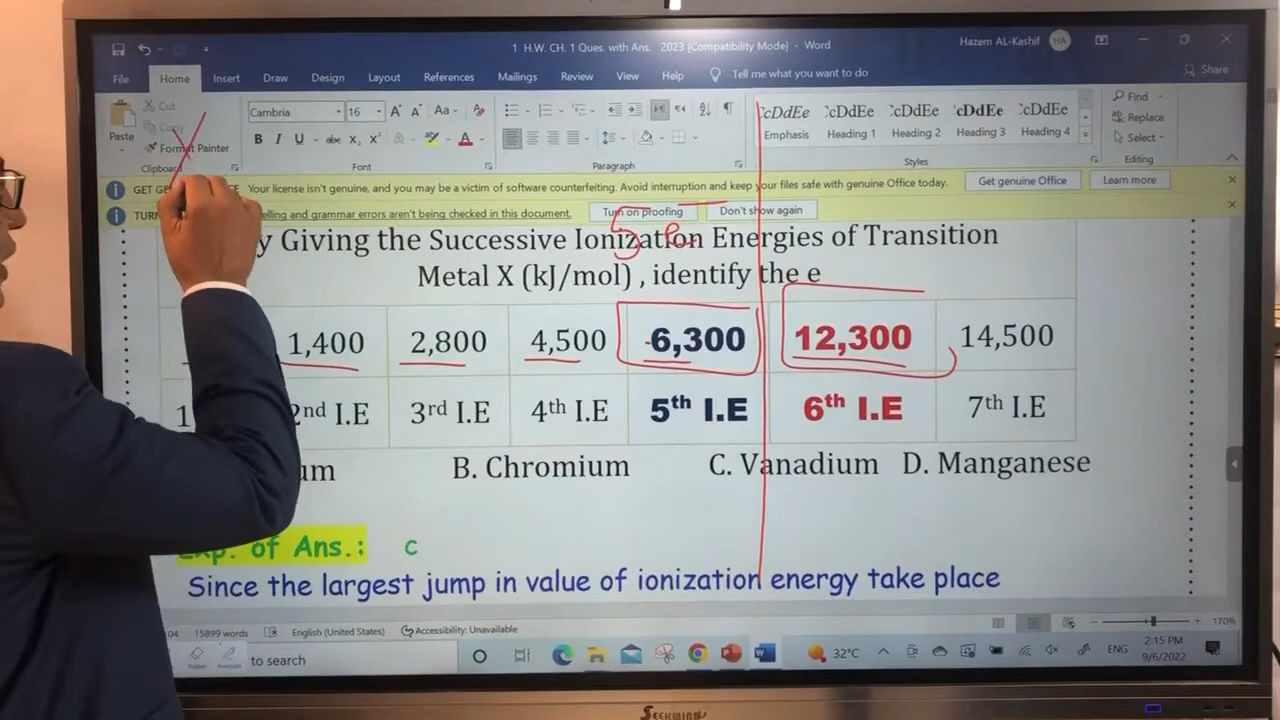 1 H.W. CH. 1 Ques. with Ans. 2023 [Compatibility Mode] - Word
Hazem AL-Kashif HA
File Home Insert Draw Design Layout References Mailings Review View Help Tell me what you want to do Share
Cut
Copy
Paste
Format Painter
Clipboard
Cambria 16
Font
Paragraph
Emphasis Heading 1 Heading 2 Heading 3 Heading 4
Styles
Find
Replace
Select
Editing
Your license isn't genuine, and you may be a victim of software counterfeiting. Avoid interruption and keep your files safe with genuine Office today. Get genuine Office Learn more
and grammar errors aren't being checked in this document. Turn on proofing Don't show again
5 e-
Giving the Successive Ionization Energies of Transition
Metal X (kJ/mol) , identify the e
1,400 2,800 4,500 6,300 12,300 14,500
2nd I.E 3rd I.E 4th I.E 5th I.E 6th I.E 7th I.E
B. Chromium C. Vanadium D. Manganese
Exp. of Ans.: c
Since the largest jump in value of ionization energy take place
15899 words English (United States) Accessibility: Unavailable 170%
to search
32°C ENG
2:15 PM
9/6/2022
SEEKMIND